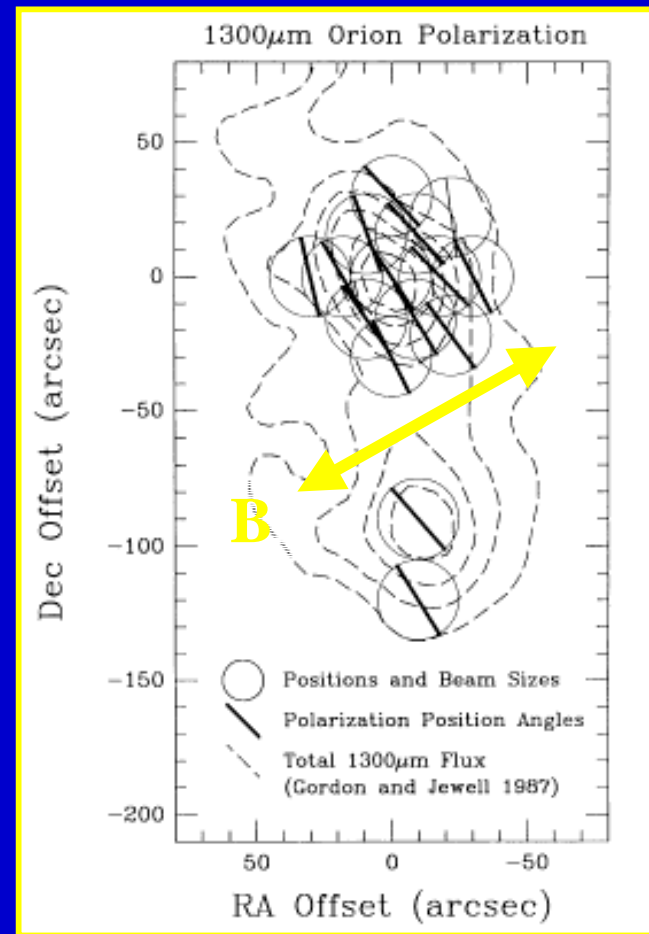 1300μm Orion Polarization
50
0
−50
−100
−150
−200
Dec Offset (arcsec)
B
Positions and Beam Sizes
Polarization Position Angles
Total 1300μm Flux
(Gordon and Jewell 1987)
50
0
−50
RA Offset (arcsec)